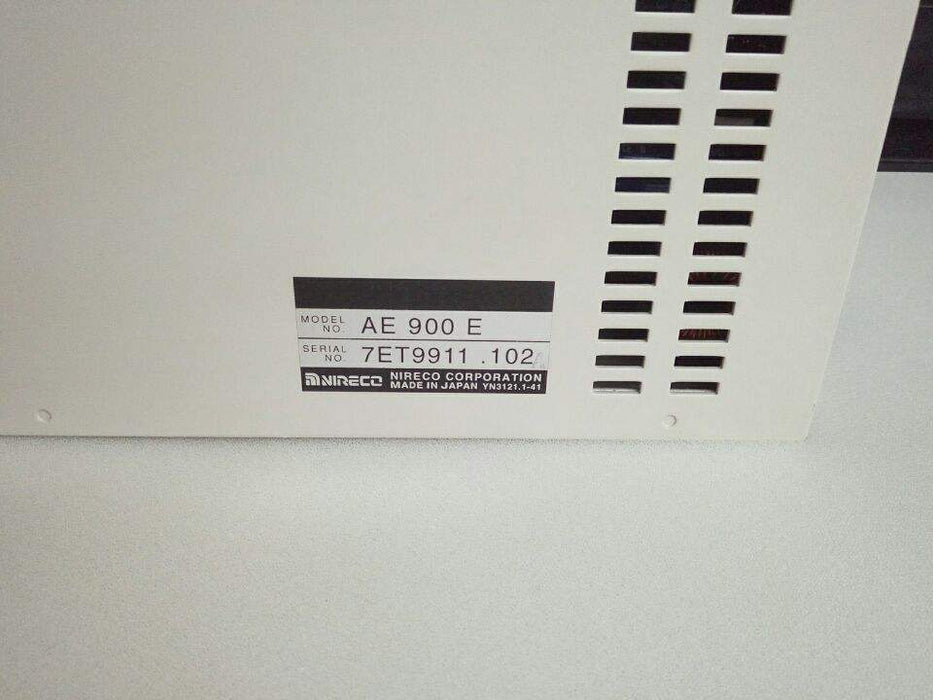 MODEL NO. AE 900 E
SERIAL NO. 7ET9911 .102
NIRECO NIRECO CORPORATION
MADE IN JAPAN YN3121.1-41